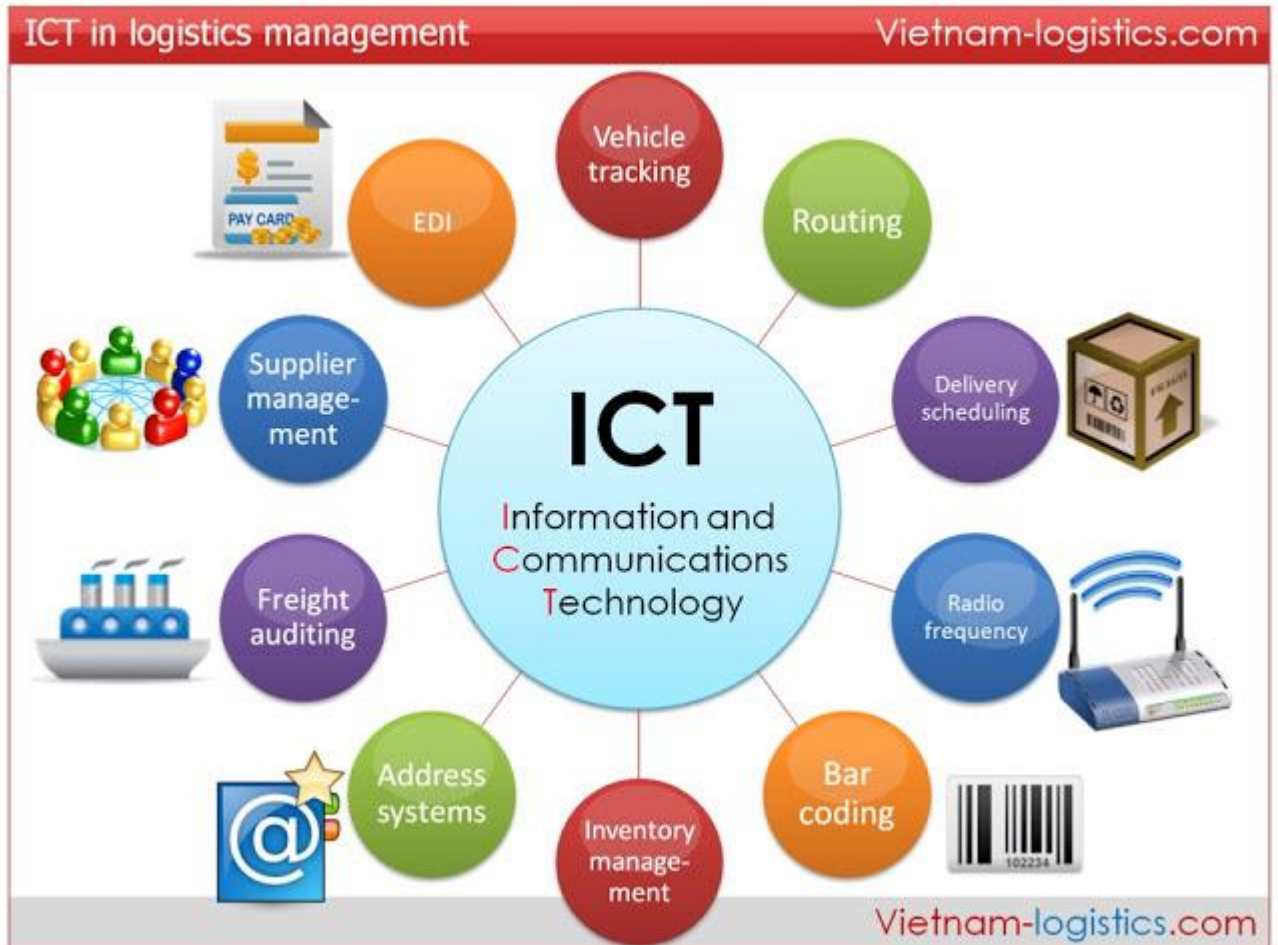 ICT in logistics management
Vietnam-logistics.com
Vehicle
tracking
Routing
Delivery
scheduling
FRAGILE
Radio
frequency
Bar
coding
102234
Inventory
manage-
ment
Address
systems
@
Freight
auditing
Supplier
manage-
ment
EDI
$
PAY CARD
ICT
Information and
Communications
Technology
Vietnam-logistics.com